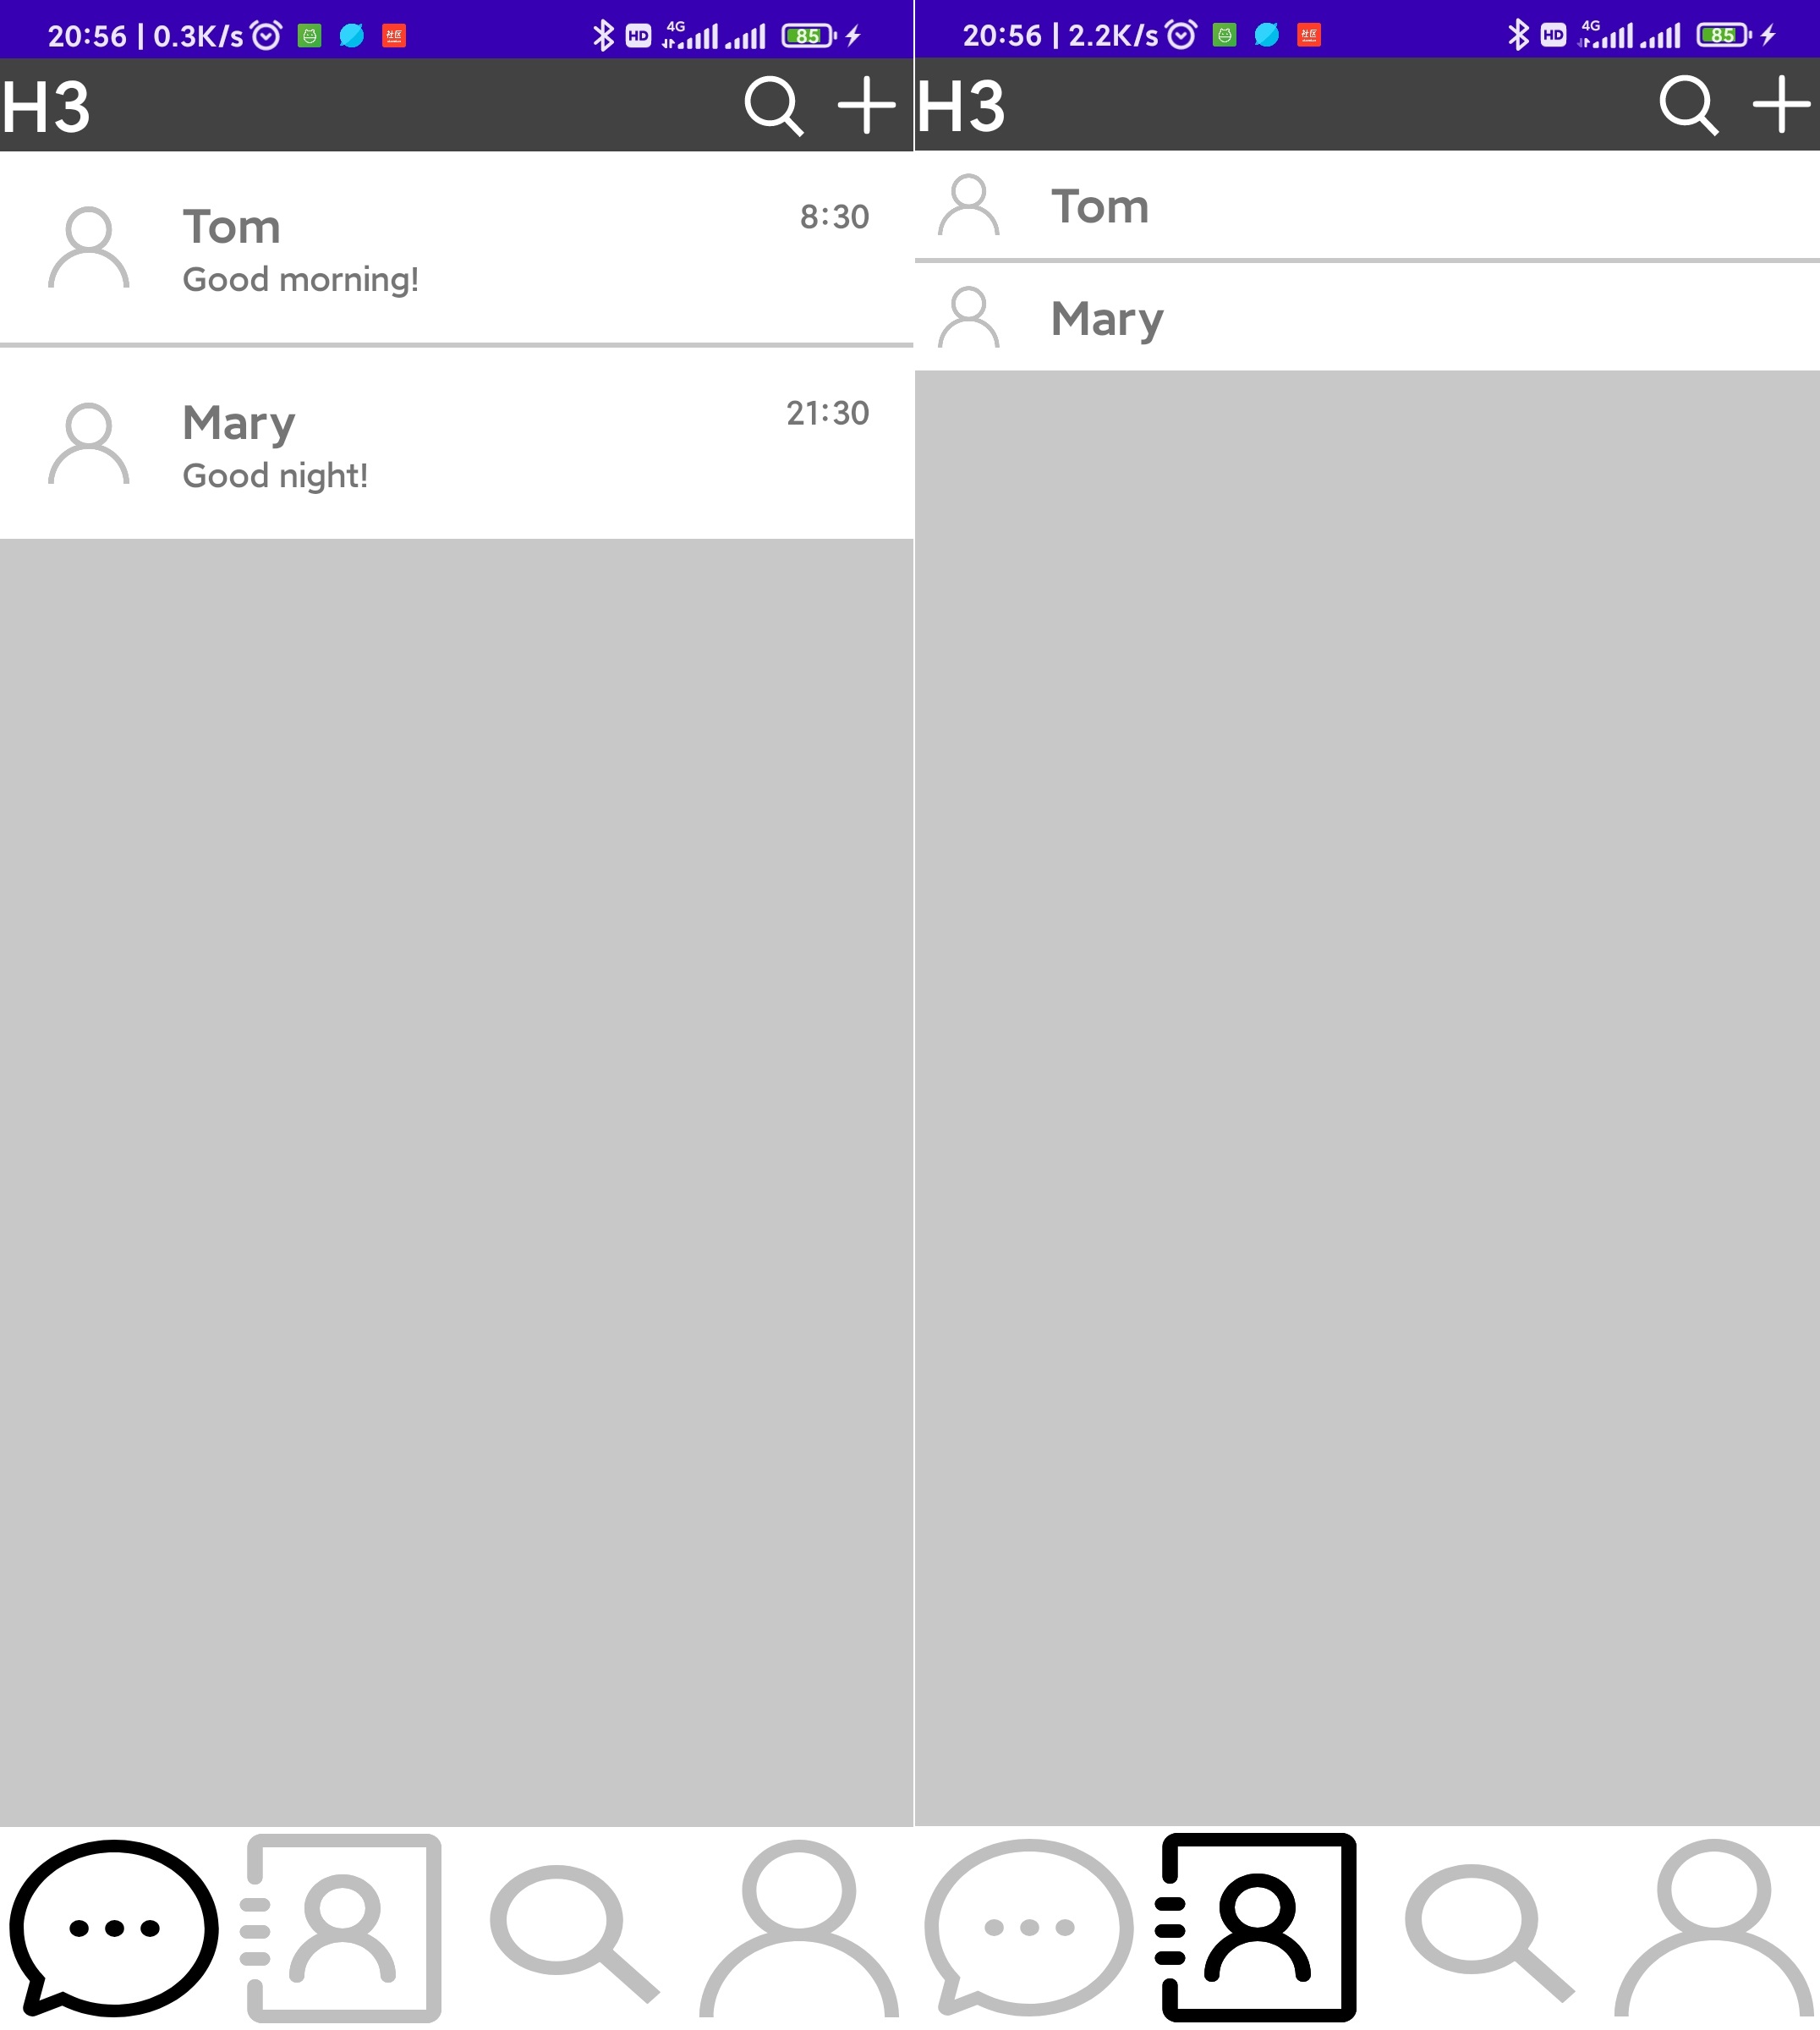 20:56 | 0.3K/s
HD 4G 85
H3
Tom 8:30
Good morning!
Mary 21:30
Good night!
20:56 | 2.2K/s
HD 4G 85
H3
Tom
Mary